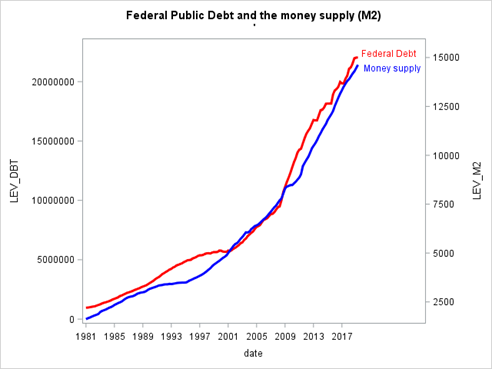 Federal Public Debt and the money supply (M2)
Federal Debt
Money supply
20000000
15000000
10000000
5000000
0
LEV_DBT
15000
12500
10000
7500
5000
2500
LEV_M2
1981 1985 1989 1993 1997 2001 2005 2009 2013 2017
date